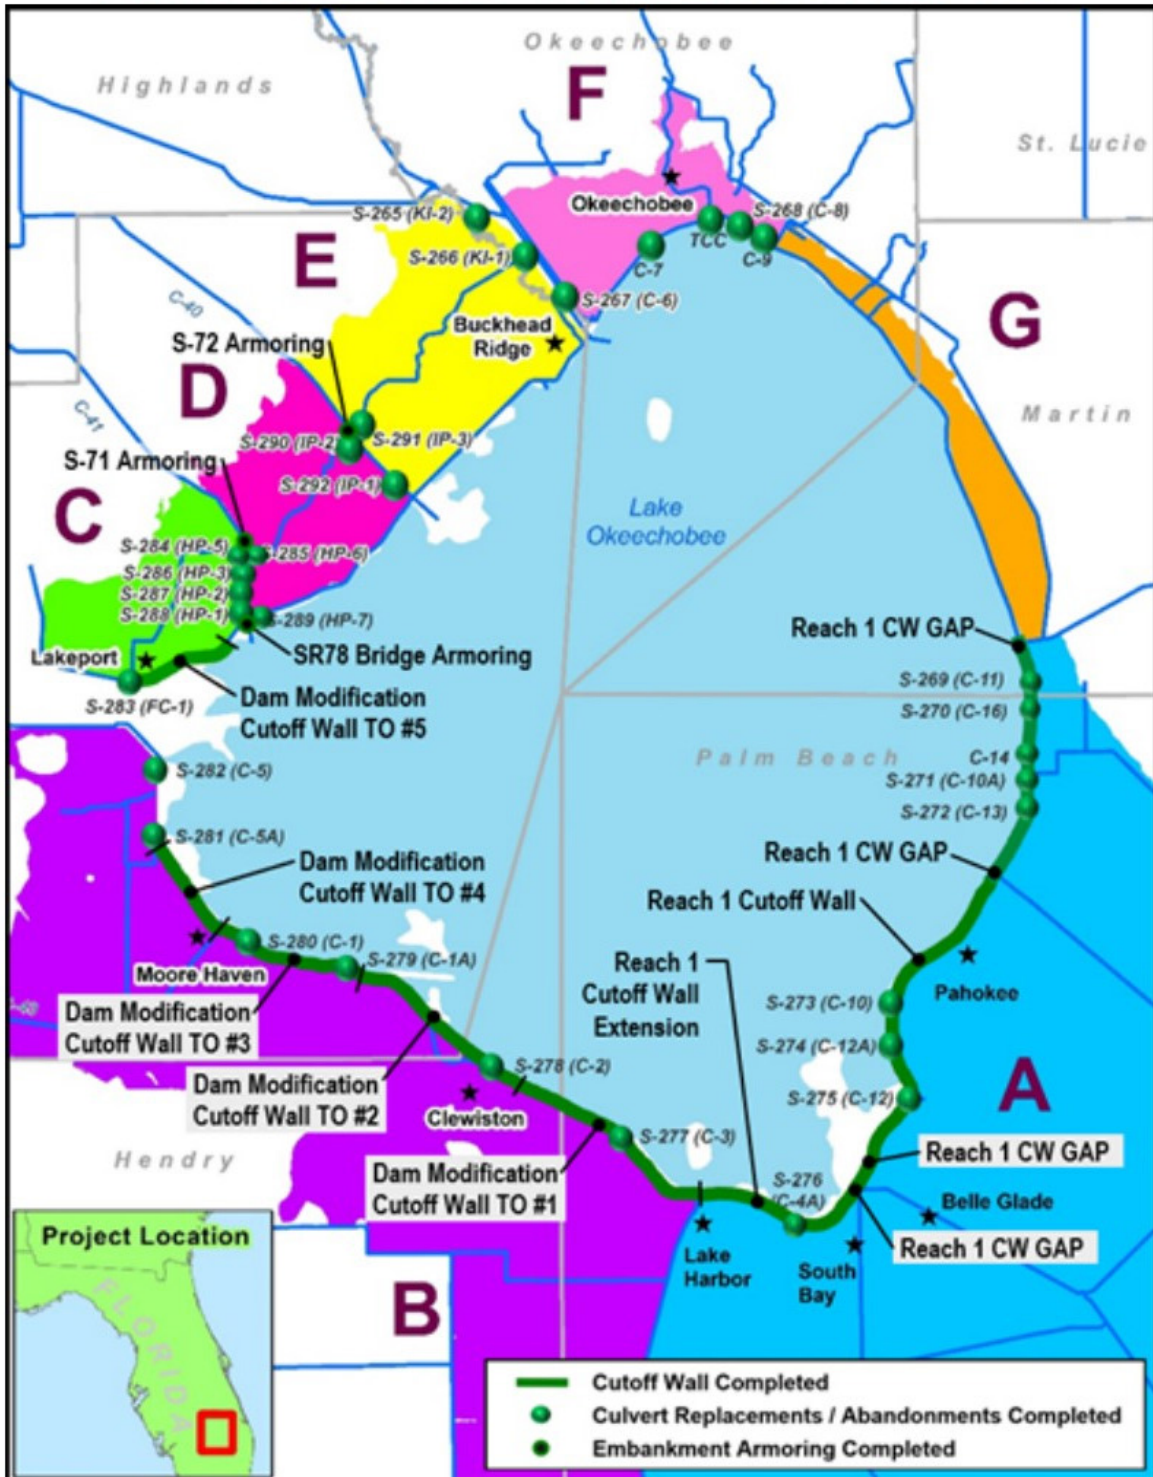 Okeechobee
Highlands
F
St. Lucie
Okeechobee
S-265 (KI-2)
S-268 (C-8)
TCC
C-9
C-7
E
S-266 (KI-1)
S-267 (C-6)
C-40
Buckhead
Ridge
G
S-72 Armoring
D
Martin
C-41
S-290 (IP-2)
S-291 (IP-3)
S-71 Armoring
S-292 (IP-1)
C
Lake
Okeechobee
S-284 (HP-5)
S-285 (HP-6)
S-286 (HP-3)
S-287 (HP-2)
S-288 (HP-1)
S-289 (HP-7)
Reach 1 CW GAP
Lakeport
SR78 Bridge Armoring
S-269 (C-11)
S-283 (FC-1)
Dam Modification
Cutoff Wall TO #5
S-270 (C-16)
Palm Beach
C-14
S-282 (C-5)
S-271 (C-10A)
S-272 (C-13)
S-281 (C-5A)
Reach 1 CW GAP
Dam Modification
Cutoff Wall TO #4
Reach 1 Cutoff Wall
S-280 (C-1)
S-279 (C-1A)
Moore Haven
Reach 1
Cutoff Wall
Extension
Pahokee
S-273 (C-10)
Dam Modification
Cutoff Wall TO #3
S-274 (C-12A)
S-278 (C-2)
Dam Modification
Cutoff Wall TO #2
S-275 (C-12)
A
Clewiston
S-277 (C-3)
Reach 1 CW GAP
Hendry
Dam Modification
Cutoff Wall TO #1
S-276
(C-4A)
Belle Glade
Reach 1 CW GAP
Lake
Harbor
South
Bay
B
Project Location
FLORIDA
Cutoff Wall Completed
Culvert Replacements / Abandonments Completed
Embankment Armoring Completed